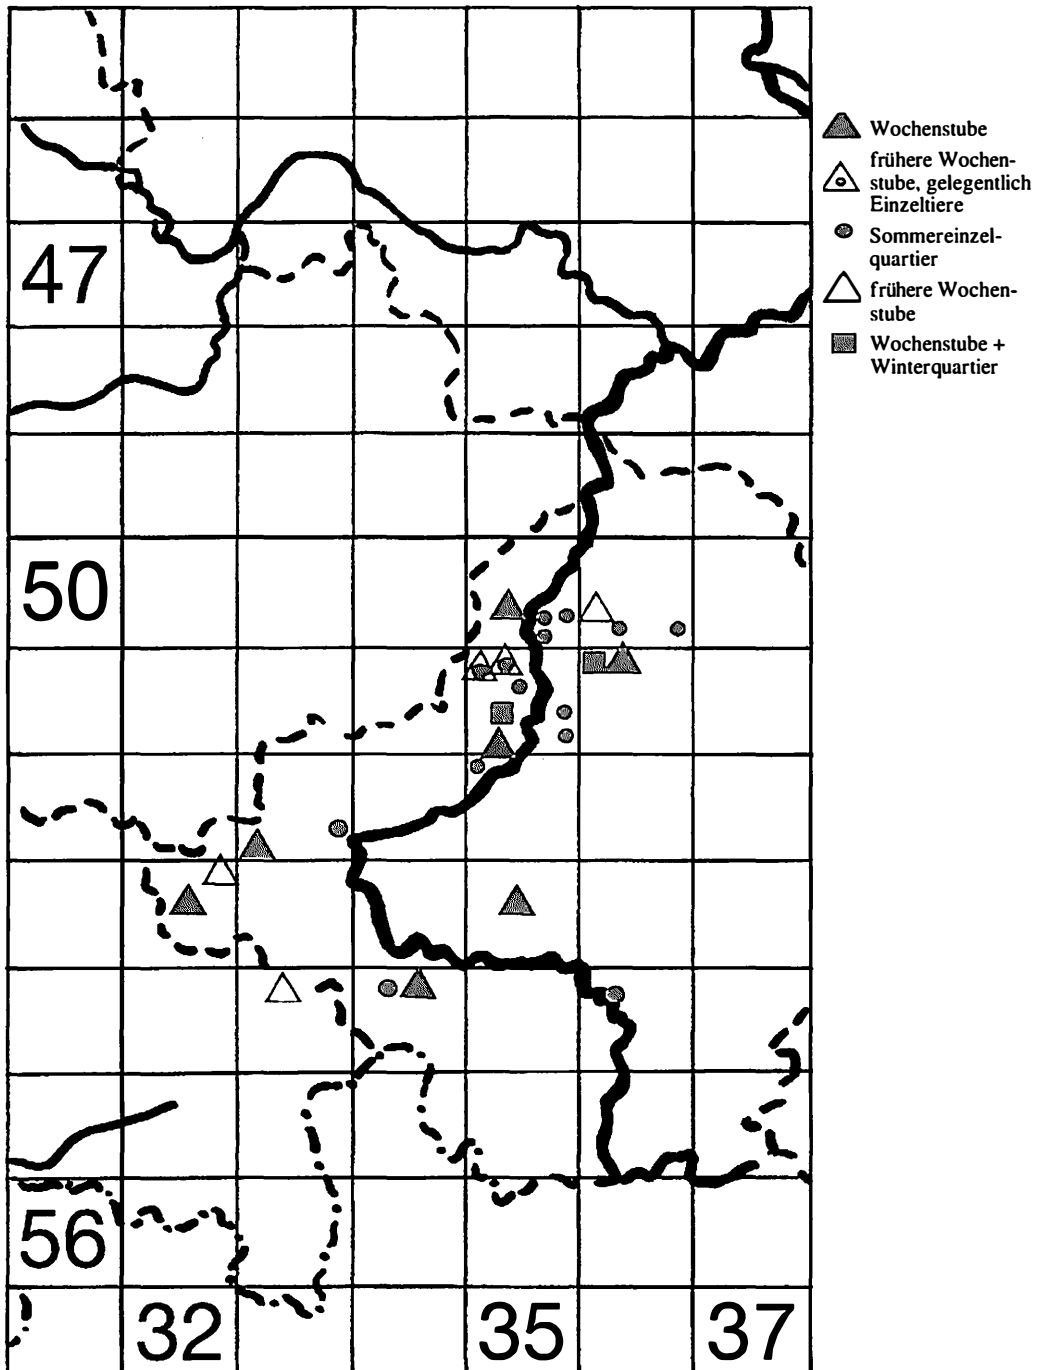 Wochenstube
frühere Wochen-
stube, gelegentlich
Einzeltiere
Sommereinzel-
quartier
frühere Wochen-
stube
Wochenstube +
Winterquartier
47
50
56
32 35 37